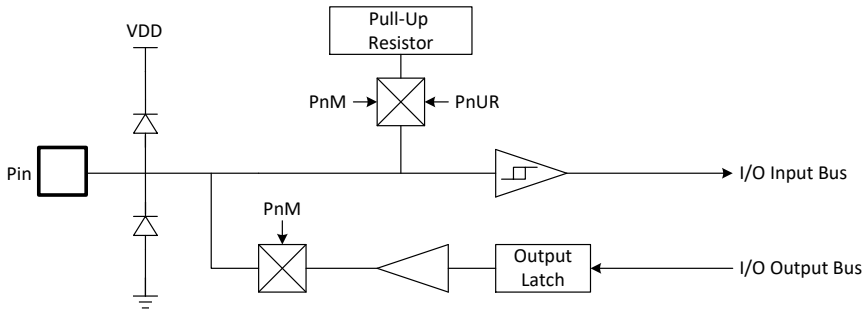 Pull-Up
Resistor
VDD
PnM
PnUR
Pin
I/O Input Bus
PnM
Output
Latch
I/O Output Bus